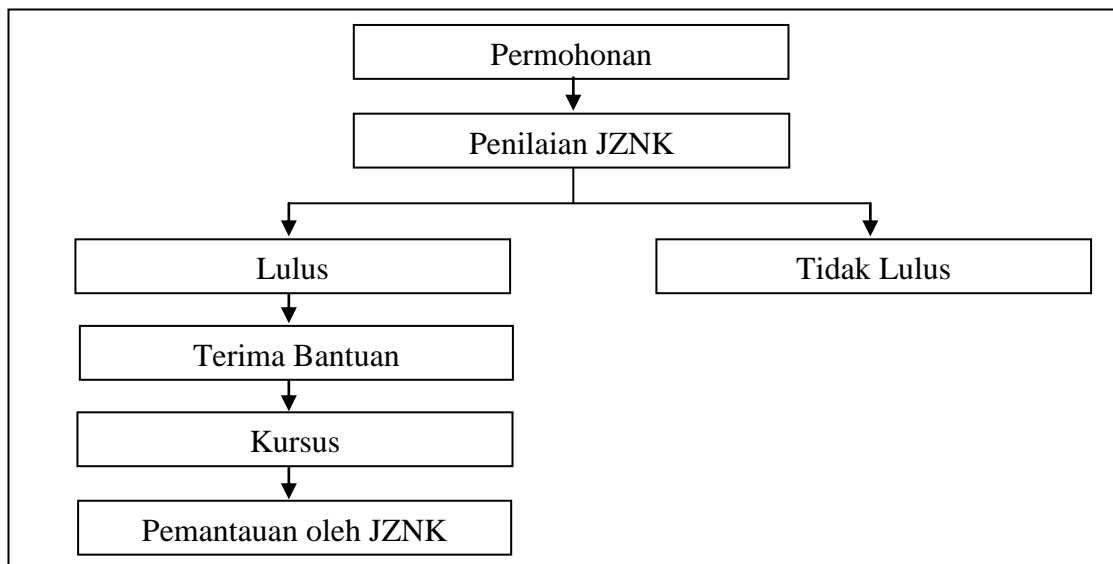 Permohonan
Penilaian JZNK
Lulus
Tidak Lulus
Terima Bantuan
Kursus
Pemantauan oleh JZNK